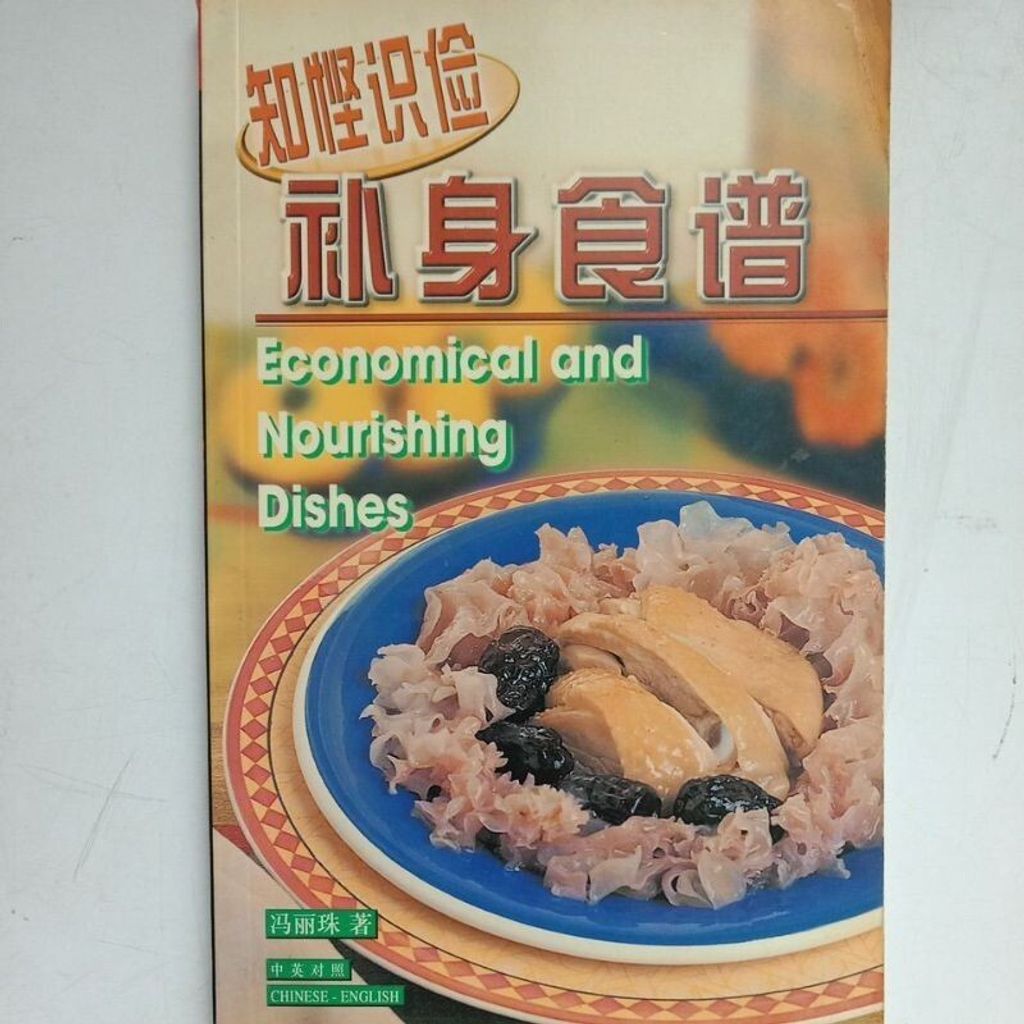 知悭识俭
补身食谱
Economical and
Nourishing
Dishes
冯丽珠 著
中英对照
CHINESE - ENGLISH